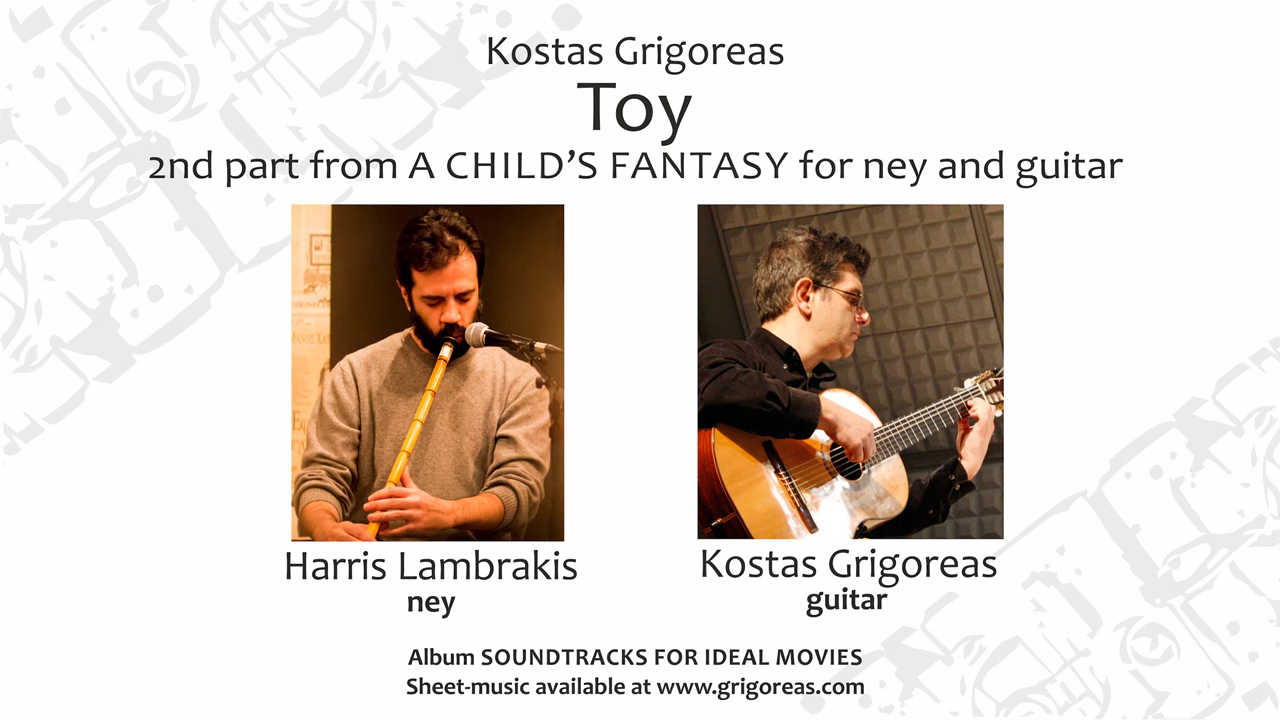 Kostas Grigoreas
Toy
2nd part from A CHILD’S FANTASY for ney and guitar
Harris Lambrakis
ney
Kostas Grigoreas
guitar
Album SOUNDTRACKS FOR IDEAL MOVIES
Sheet-music available at www.grigoreas.com